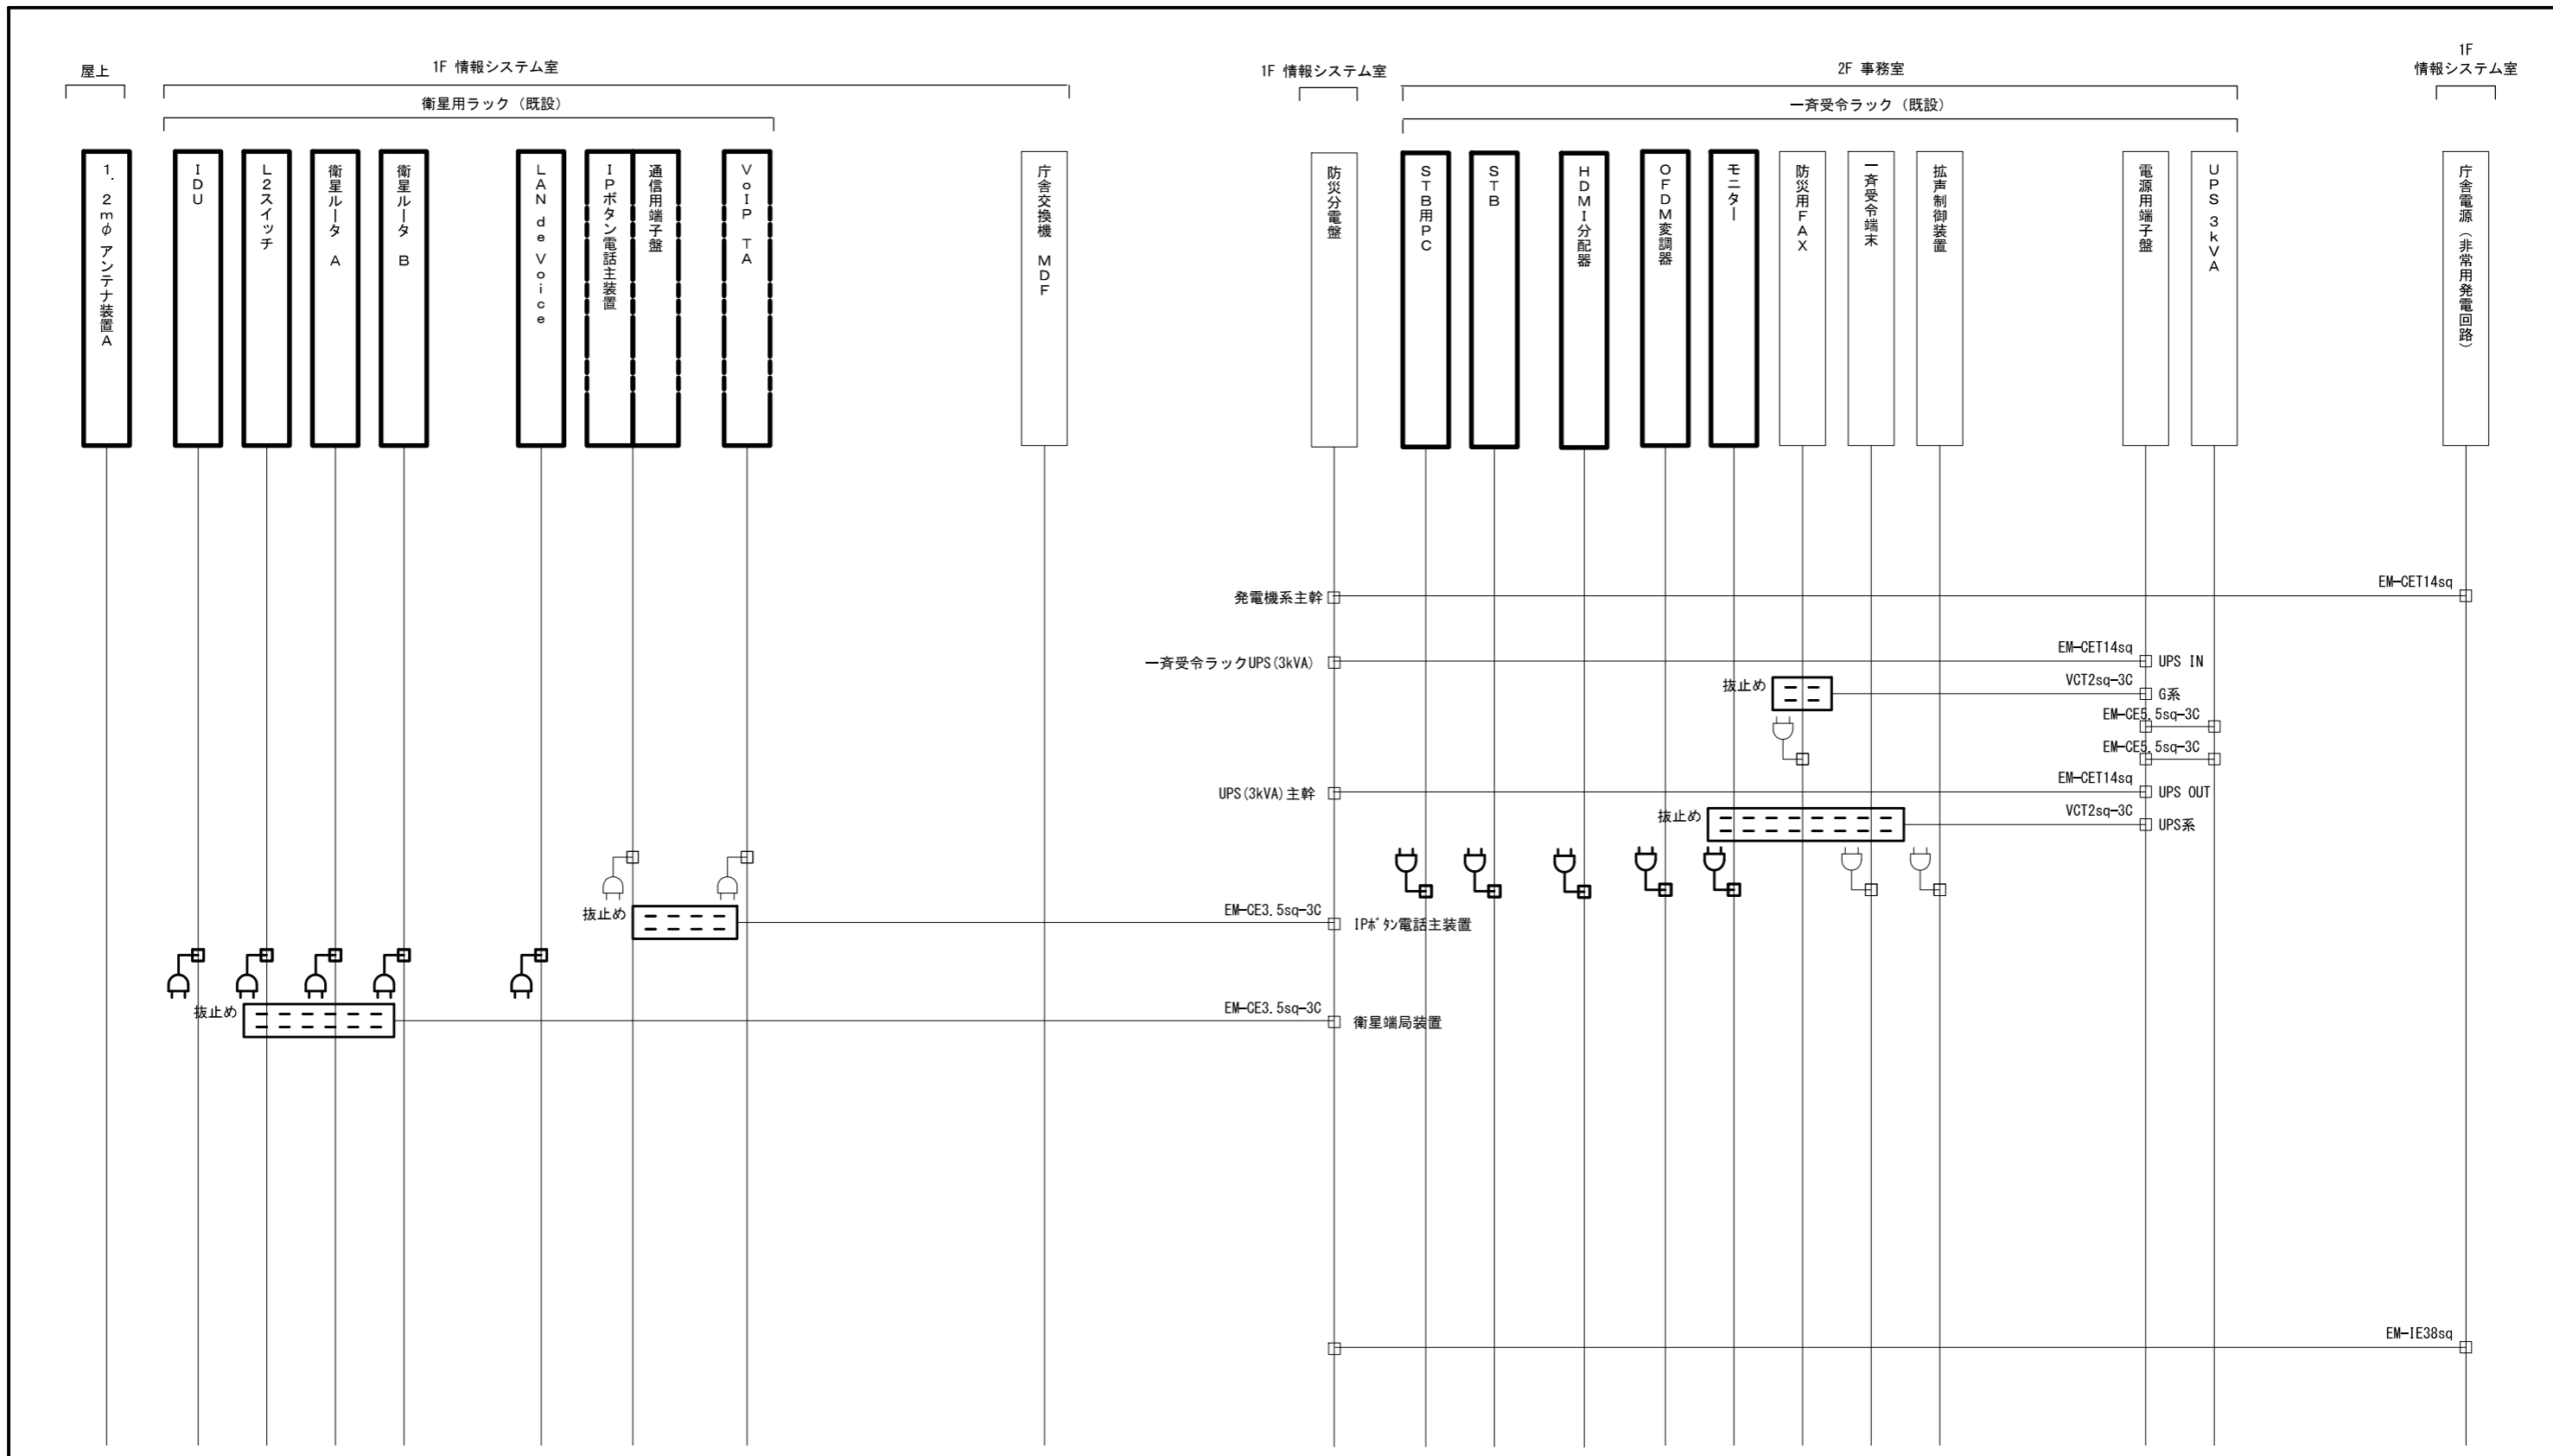 屋上
1F 情報システム室
1F 情報システム室
2F 事務室
1F
情報システム室
衛星用ラック（既設）
一斉受令ラック（既設）
1．2mφ アンテナ装置A
IDU
L2スイッチ
衛星ルータ A
衛星ルータ B
LAN de Voice
IPボタン電話主装置
通信用端子盤
VoIP TA
庁舎交換機 MDF
防災分電盤
STB用PC
STB
HDMI分配器
OFDM変調器
モニター
防災用FAX
一斉受令端末
拡声制御装置
電源用端子盤
UPS 3kVA
庁舎電源（非常用発電回路）
EM-CET14sq
発電機系主幹
EM-CET14sq
一斉受令ラックUPS(3kVA)
UPS IN
VCT2sq-3C
抜止め
G系
EM-CE5.5sq-3C
EM-CE5.5sq-3C
EM-CET14sq
UPS(3kVA)主幹
UPS OUT
VCT2sq-3C
抜止め
UPS系
EM-CE3.5sq-3C
抜止め
IPﾎﾞﾀﾝ電話主装置
EM-CE3.5sq-3C
抜止め
衛星端局装置
EM-IE38sq